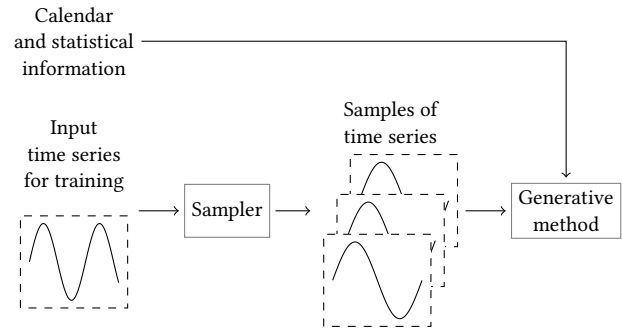 Calendar
and statistical
information
Input
time series
for training
Sampler
Samples of
time series
Generative
method